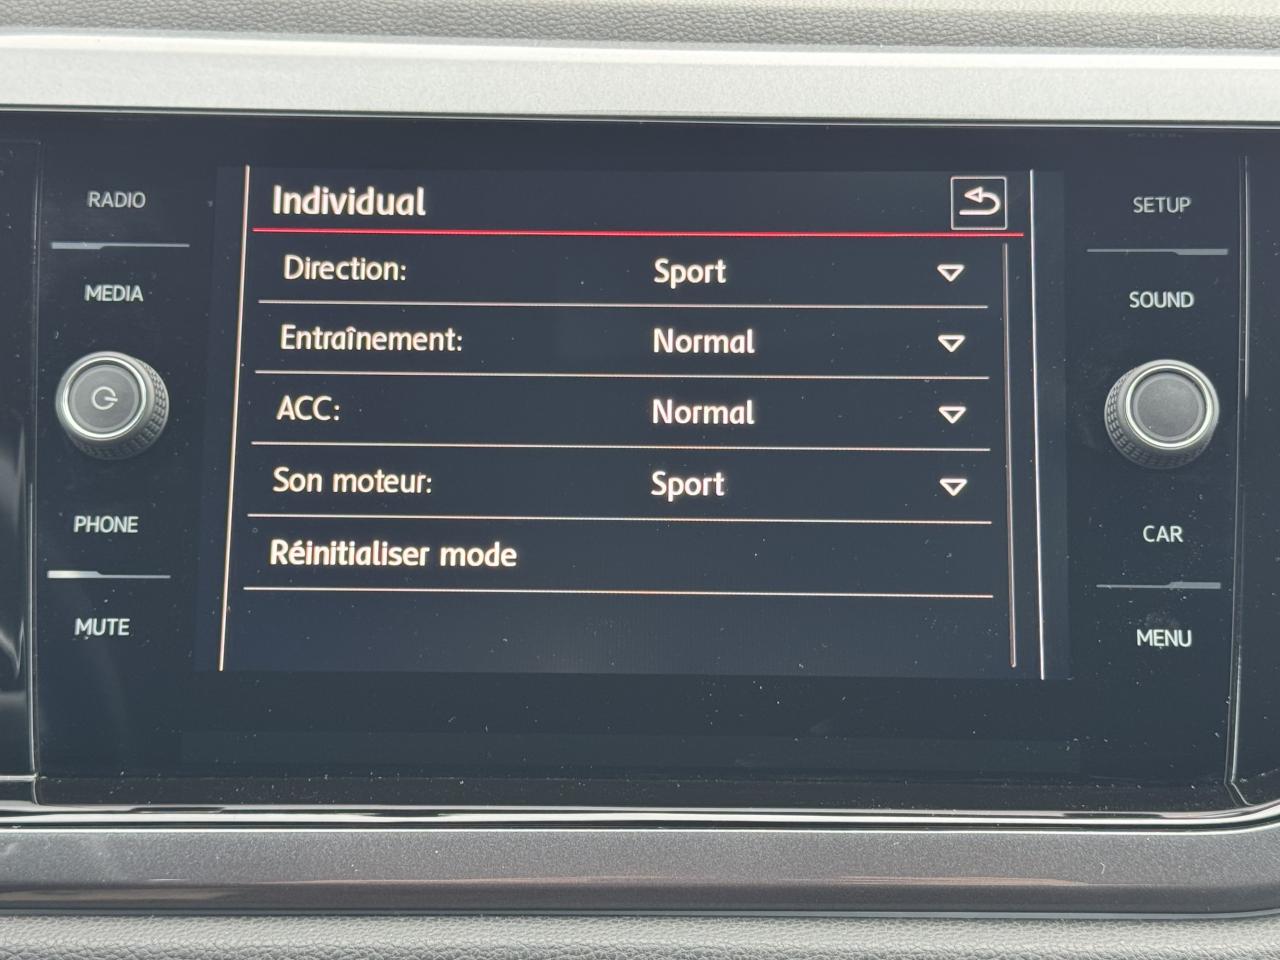 RADIO
MEDIA
PHONE
MUTE
Individual
Direction: Sport
Entraînement: Normal
ACC: Normal
Son moteur: Sport
Réinitialiser mode
SETUP
SOUND
CAR
MENU